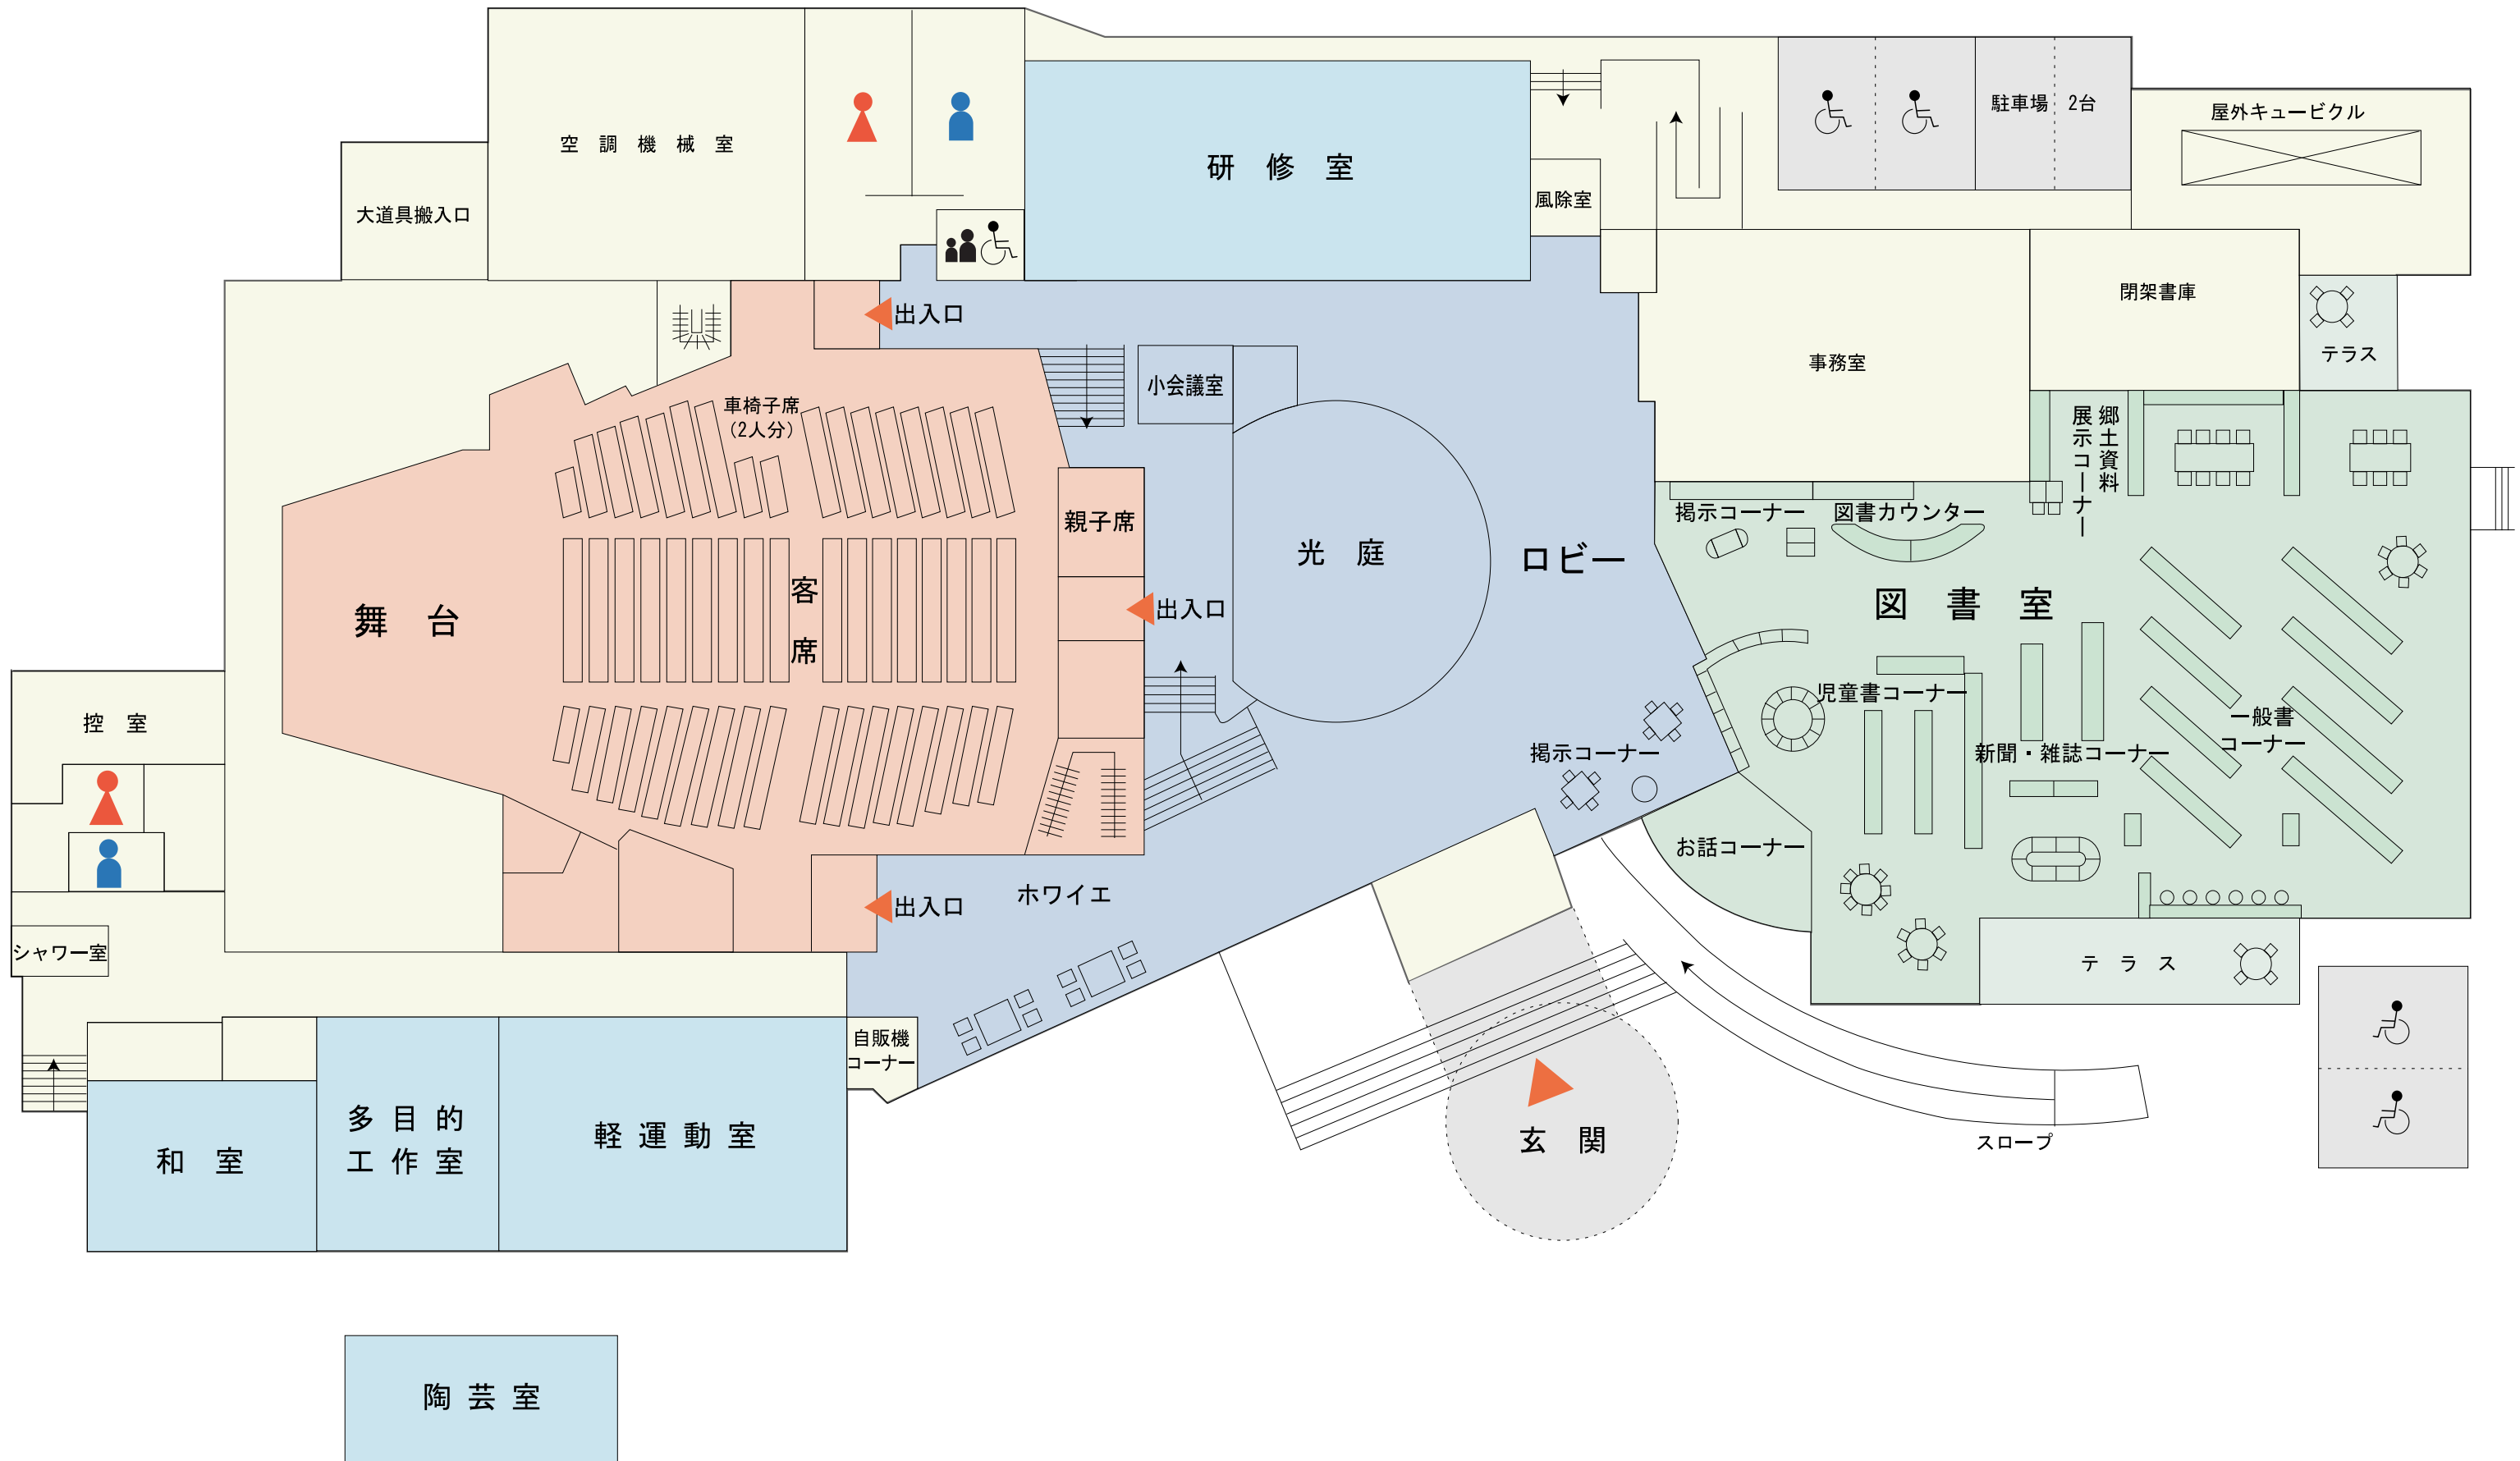 空調機械室
大道具搬入口
研修室
風除室
駐車場 2台
屋外キュービクル
閉架書庫
テラス
事務室
出入口
小会議室
車椅子席
(2人分)
親子席
光庭
ロビー
出入口
舞台
客席
控室
シャワー室
掲示コーナー
図書カウンター
郷土資料
展示コーナー
図書室
児童書コーナー
新聞・雑誌コーナー
一般書
コーナー
掲示コーナー
お話コーナー
テラス
出入口
ホワイエ
自販機
コーナー
玄関
スロープ
和室
多目的
工作室
軽運動室
陶芸室